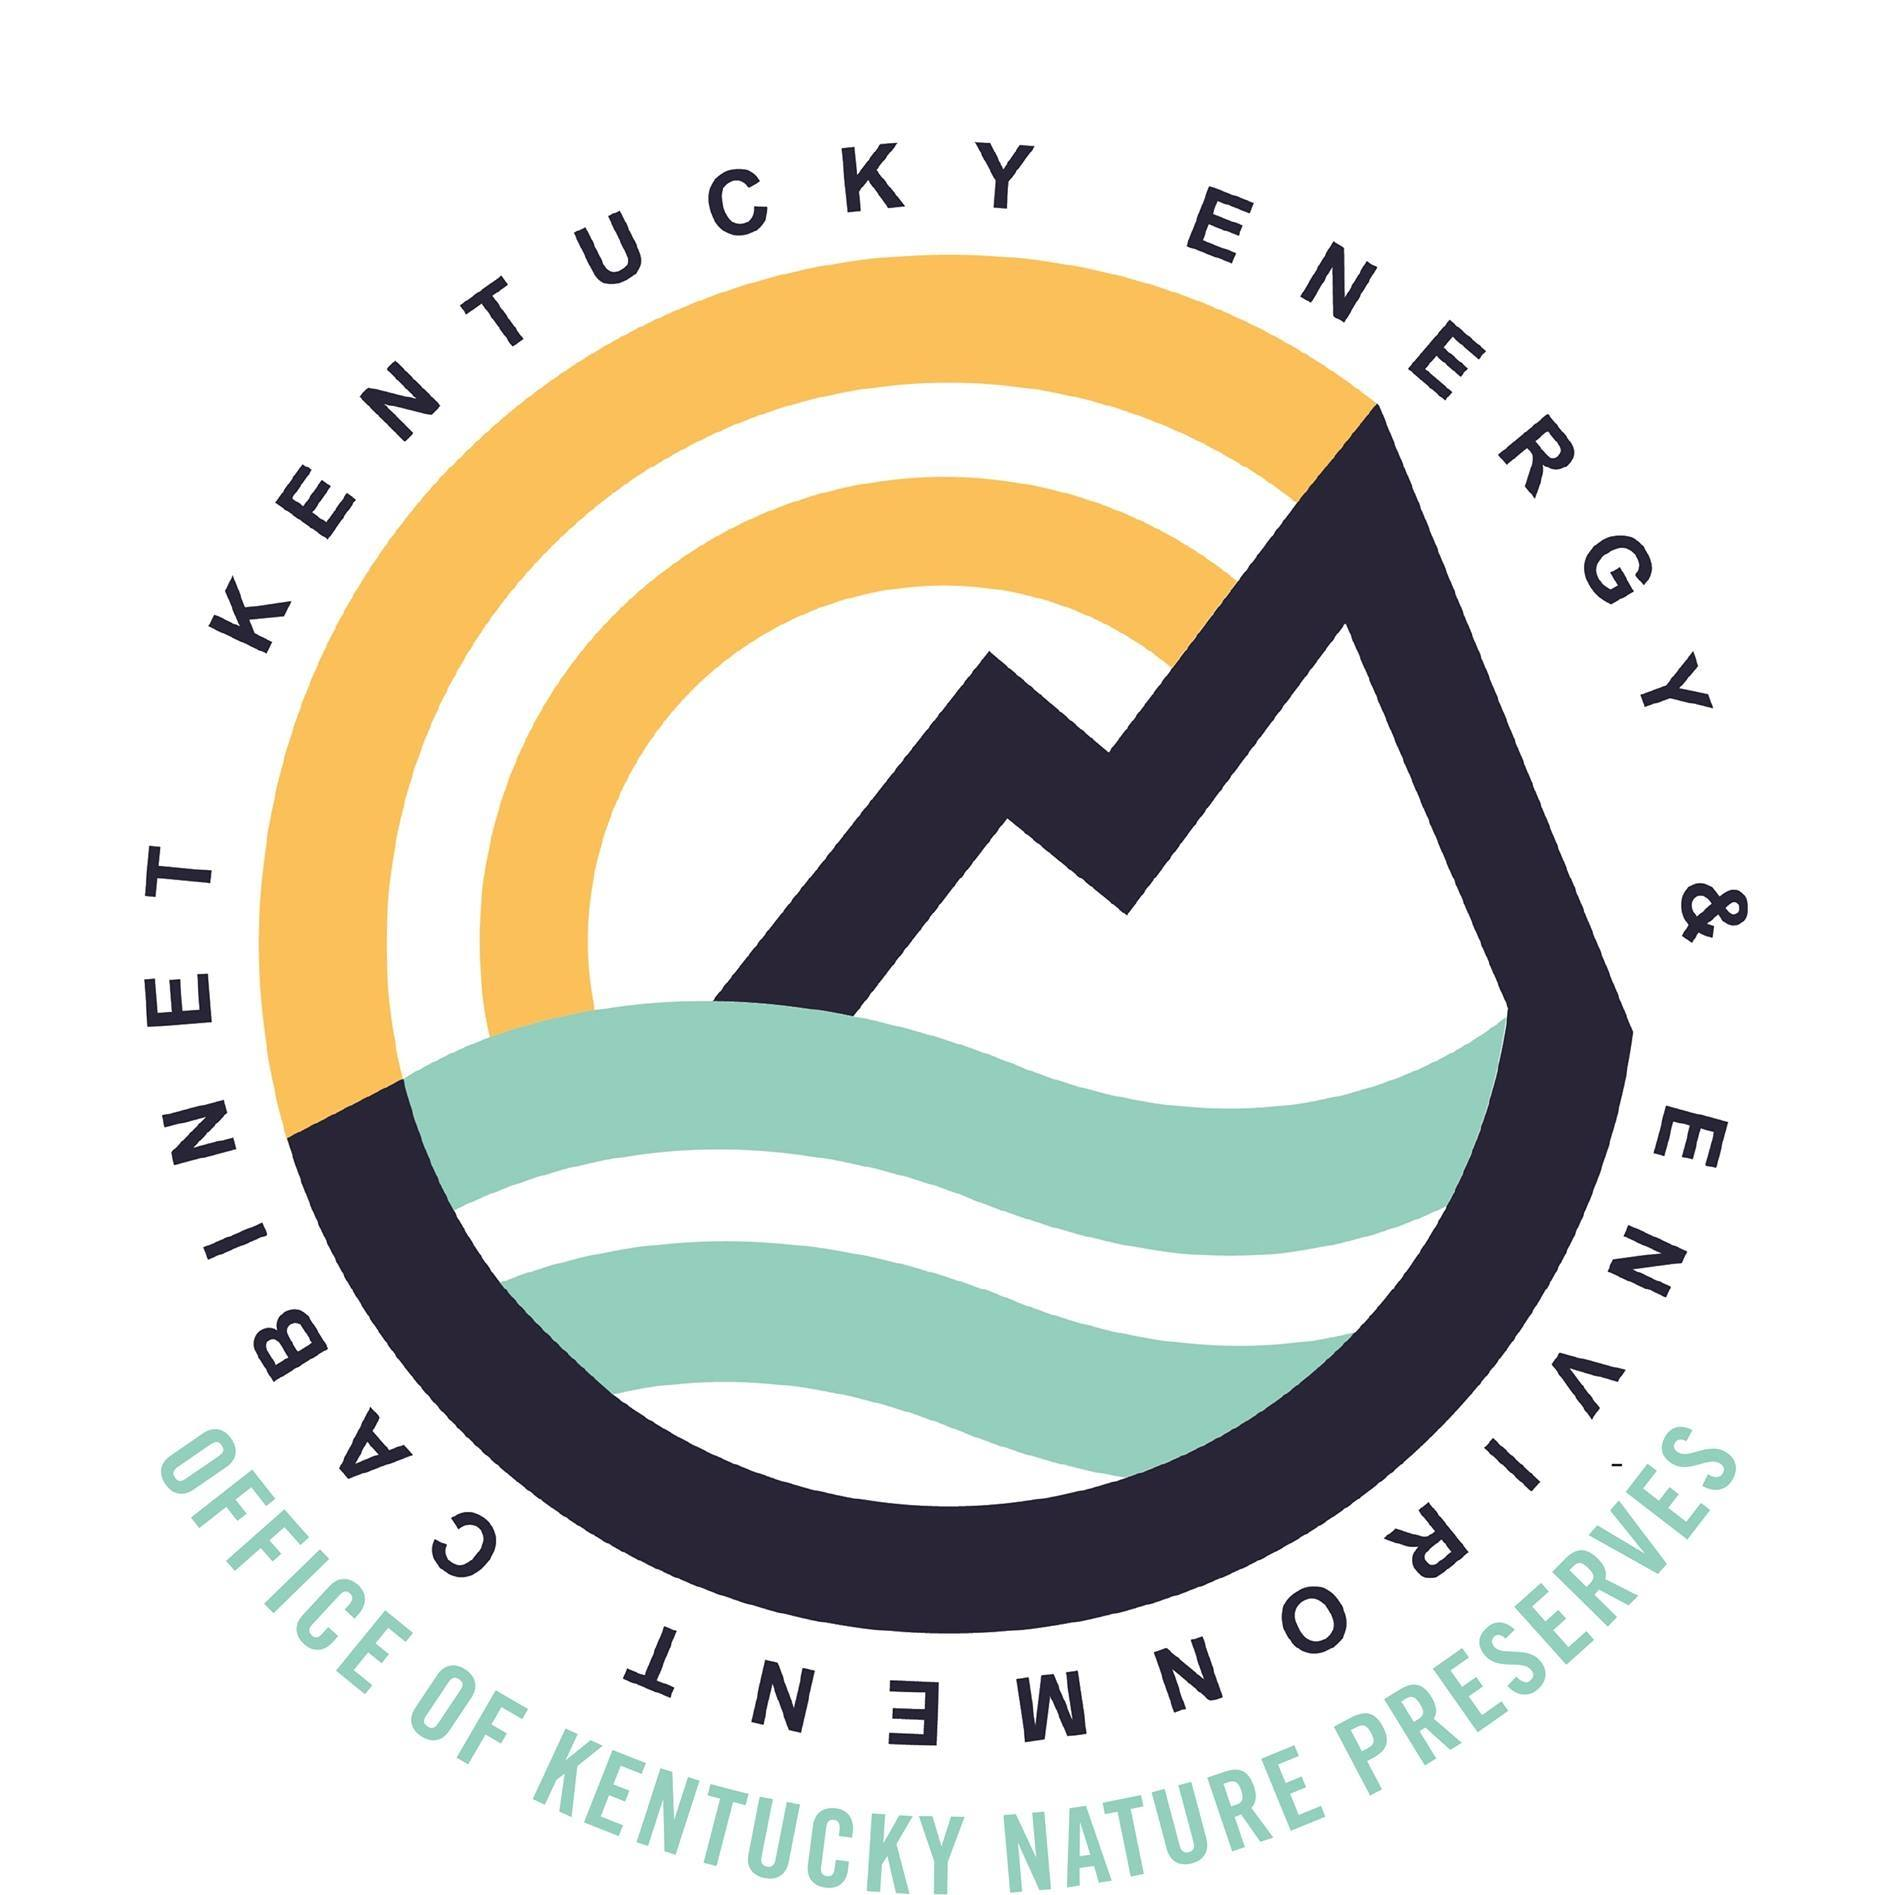 KENTUCKY ENERGY & ENVIRONMENT CABINET
OFFICE OF KENTUCKY NATURE PRESERVES